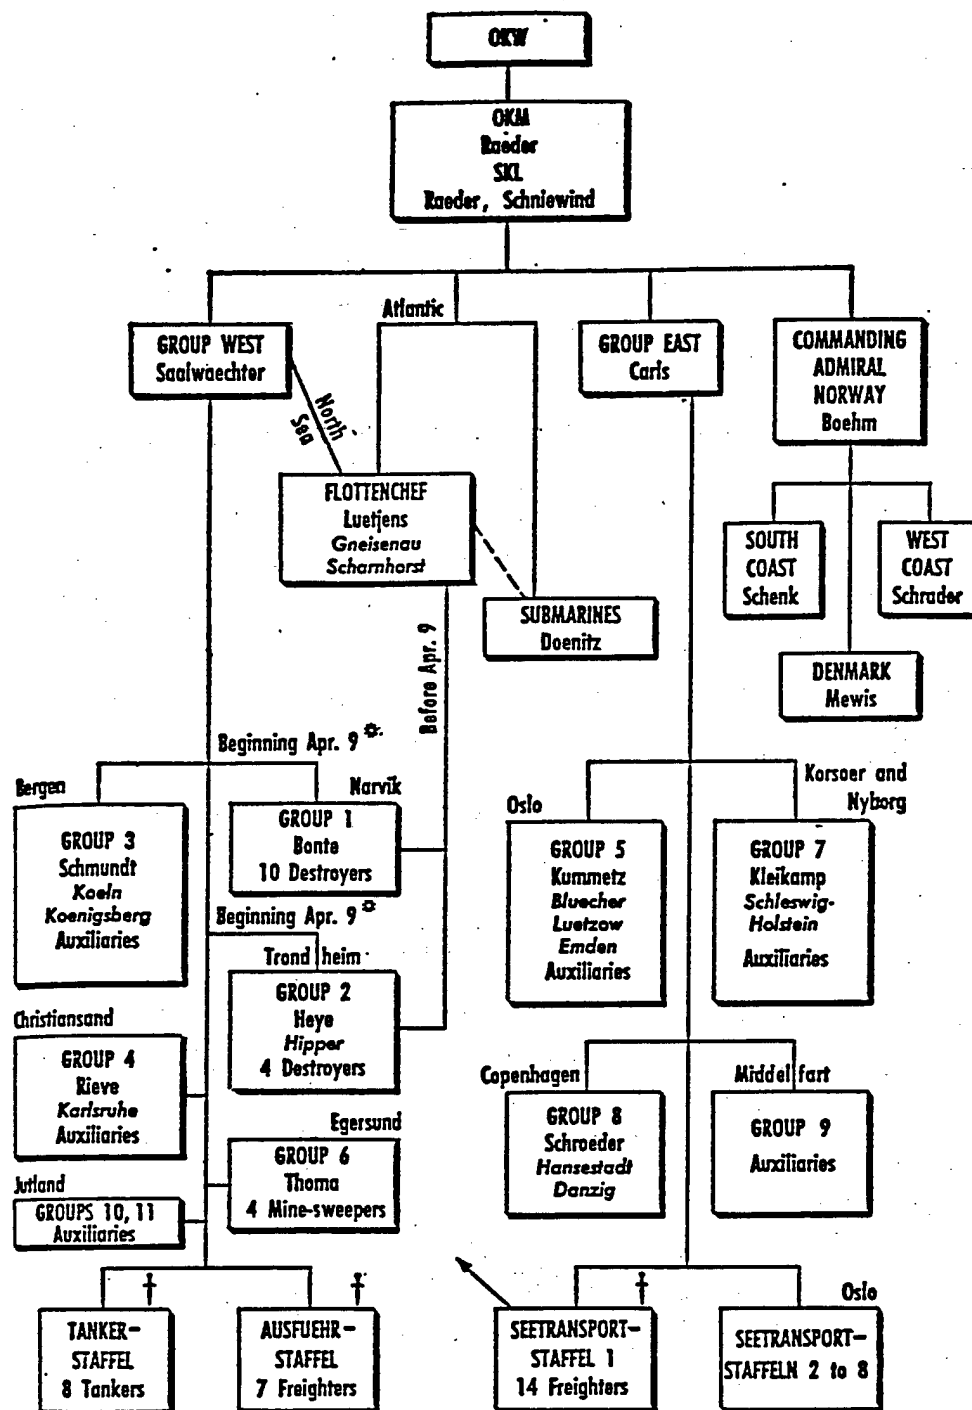 OKW
OKM
Raeder
SKL
Raeder, Schniewind
Atlantic
GROUP WEST
Saalwaechter
GROUP EAST
Carls
COMMANDING
ADMIRAL
NORWAY
Boehm
North
Sea
FLOTTENCHEF
Luetjens
Gneisenau
Scharnhorst
SOUTH
COAST
Schenk
WEST
COAST
Schrader
SUBMARINES
Doenitz
DENMARK
Mewis
Before Apr. 9
Beginning Apr. 9 *
Bergen
GROUP 3
Schmundt
Koeln
Koenigsberg
Auxiliaries
Narvik
GROUP 1
Bonte
10 Destroyers
Oslo
GROUP 5
Kummetz
Bluecher
Luetzow
Emden
Auxiliaries
Korsoer and
Nyborg
GROUP 7
Kleikamp
Schleswig-
Holstein
Auxiliaries
Beginning Apr. 9 *
Trondheim
GROUP 2
Heye
Hipper
4 Destroyers
Christiansand
GROUP 4
Rieve
Karlsruhe
Auxiliaries
Copenhagen
GROUP 8
Schroeder
Hansestadt
Danzig
Middelfart
GROUP 9
Auxiliaries
Egersund
GROUP 6
Thoma
4 Mine-sweepers
Jutland
GROUPS 10, 11
Auxiliaries
†
TANKER-
STAFFEL
8 Tankers
‡
AUSFUEHR-
STAFFEL
7 Freighters
†
SEETRANSPORT-
STAFFEL 1
14 Freighters
Oslo
SEETRANSPORT-
STAFFELN 2 to 8